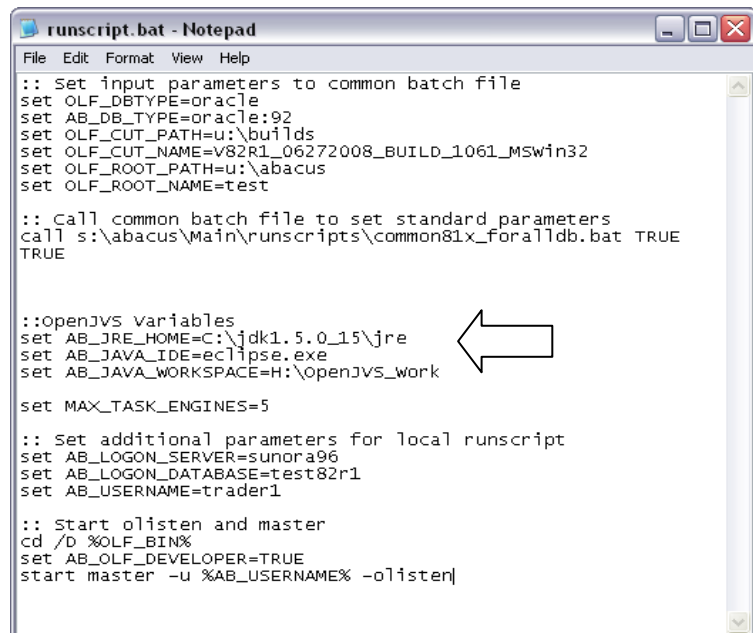 runscript.bat - Notepad
File Edit Format View Help
:: Set input parameters to common batch file
set OLF_DBTYPE=oracle
set AB_DB_TYPE=oracle:92
set OLF_CUT_PATH=u:\builds
set OLF_CUT_NAME=V82R1_06272008_BUILD_1061_MSWin32
set OLF_ROOT_PATH=u:\abacus
set OLF_ROOT_NAME=test
:: Call common batch file to set standard parameters
call s:\abacus\Main\runscripts\common81x_foralldb.bat TRUE
TRUE
::OpenJVS Variables
set AB_JRE_HOME=C:\jdk1.5.0_15\jre
set AB_JAVA_IDE=eclipse.exe
set AB_JAVA_WORKSPACE=H:\OpenJVS_Work
set MAX_TASK_ENGINES=5
:: Set additional parameters for local runscript
set AB_LOGON_SERVER=sunora96
set AB_LOGON_DATABASE=test82r1
set AB_USERNAME=trader1
:: Start olisten and master
cd /D %OLF_BIN%
set AB_OLF_DEVELOPER=TRUE
start master -u %AB_USERNAME% -olisten